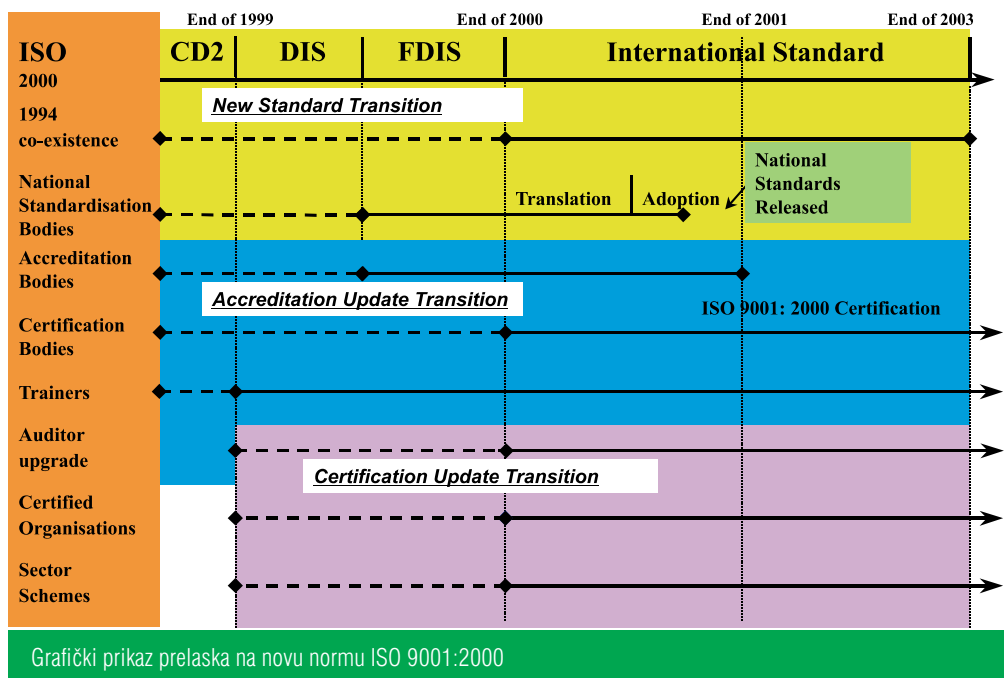 End of 1999
End of 2000
End of 2001
End of 2003
ISO
2000
CD2
DIS
FDIS
International Standard
New Standard Transition
1994
co-existence
National
Standards
Released
National
Standardisation
Bodies
Translation
Adoption
Accreditation
Bodies
Accreditation Update Transition
ISO 9001: 2000 Certification
Certification
Bodies
Trainers
Auditor
upgrade
Certification Update Transition
Certified
Organisations
Sector
Schemes
Grafički prikaz prelaska na novu normu ISO 9001:2000